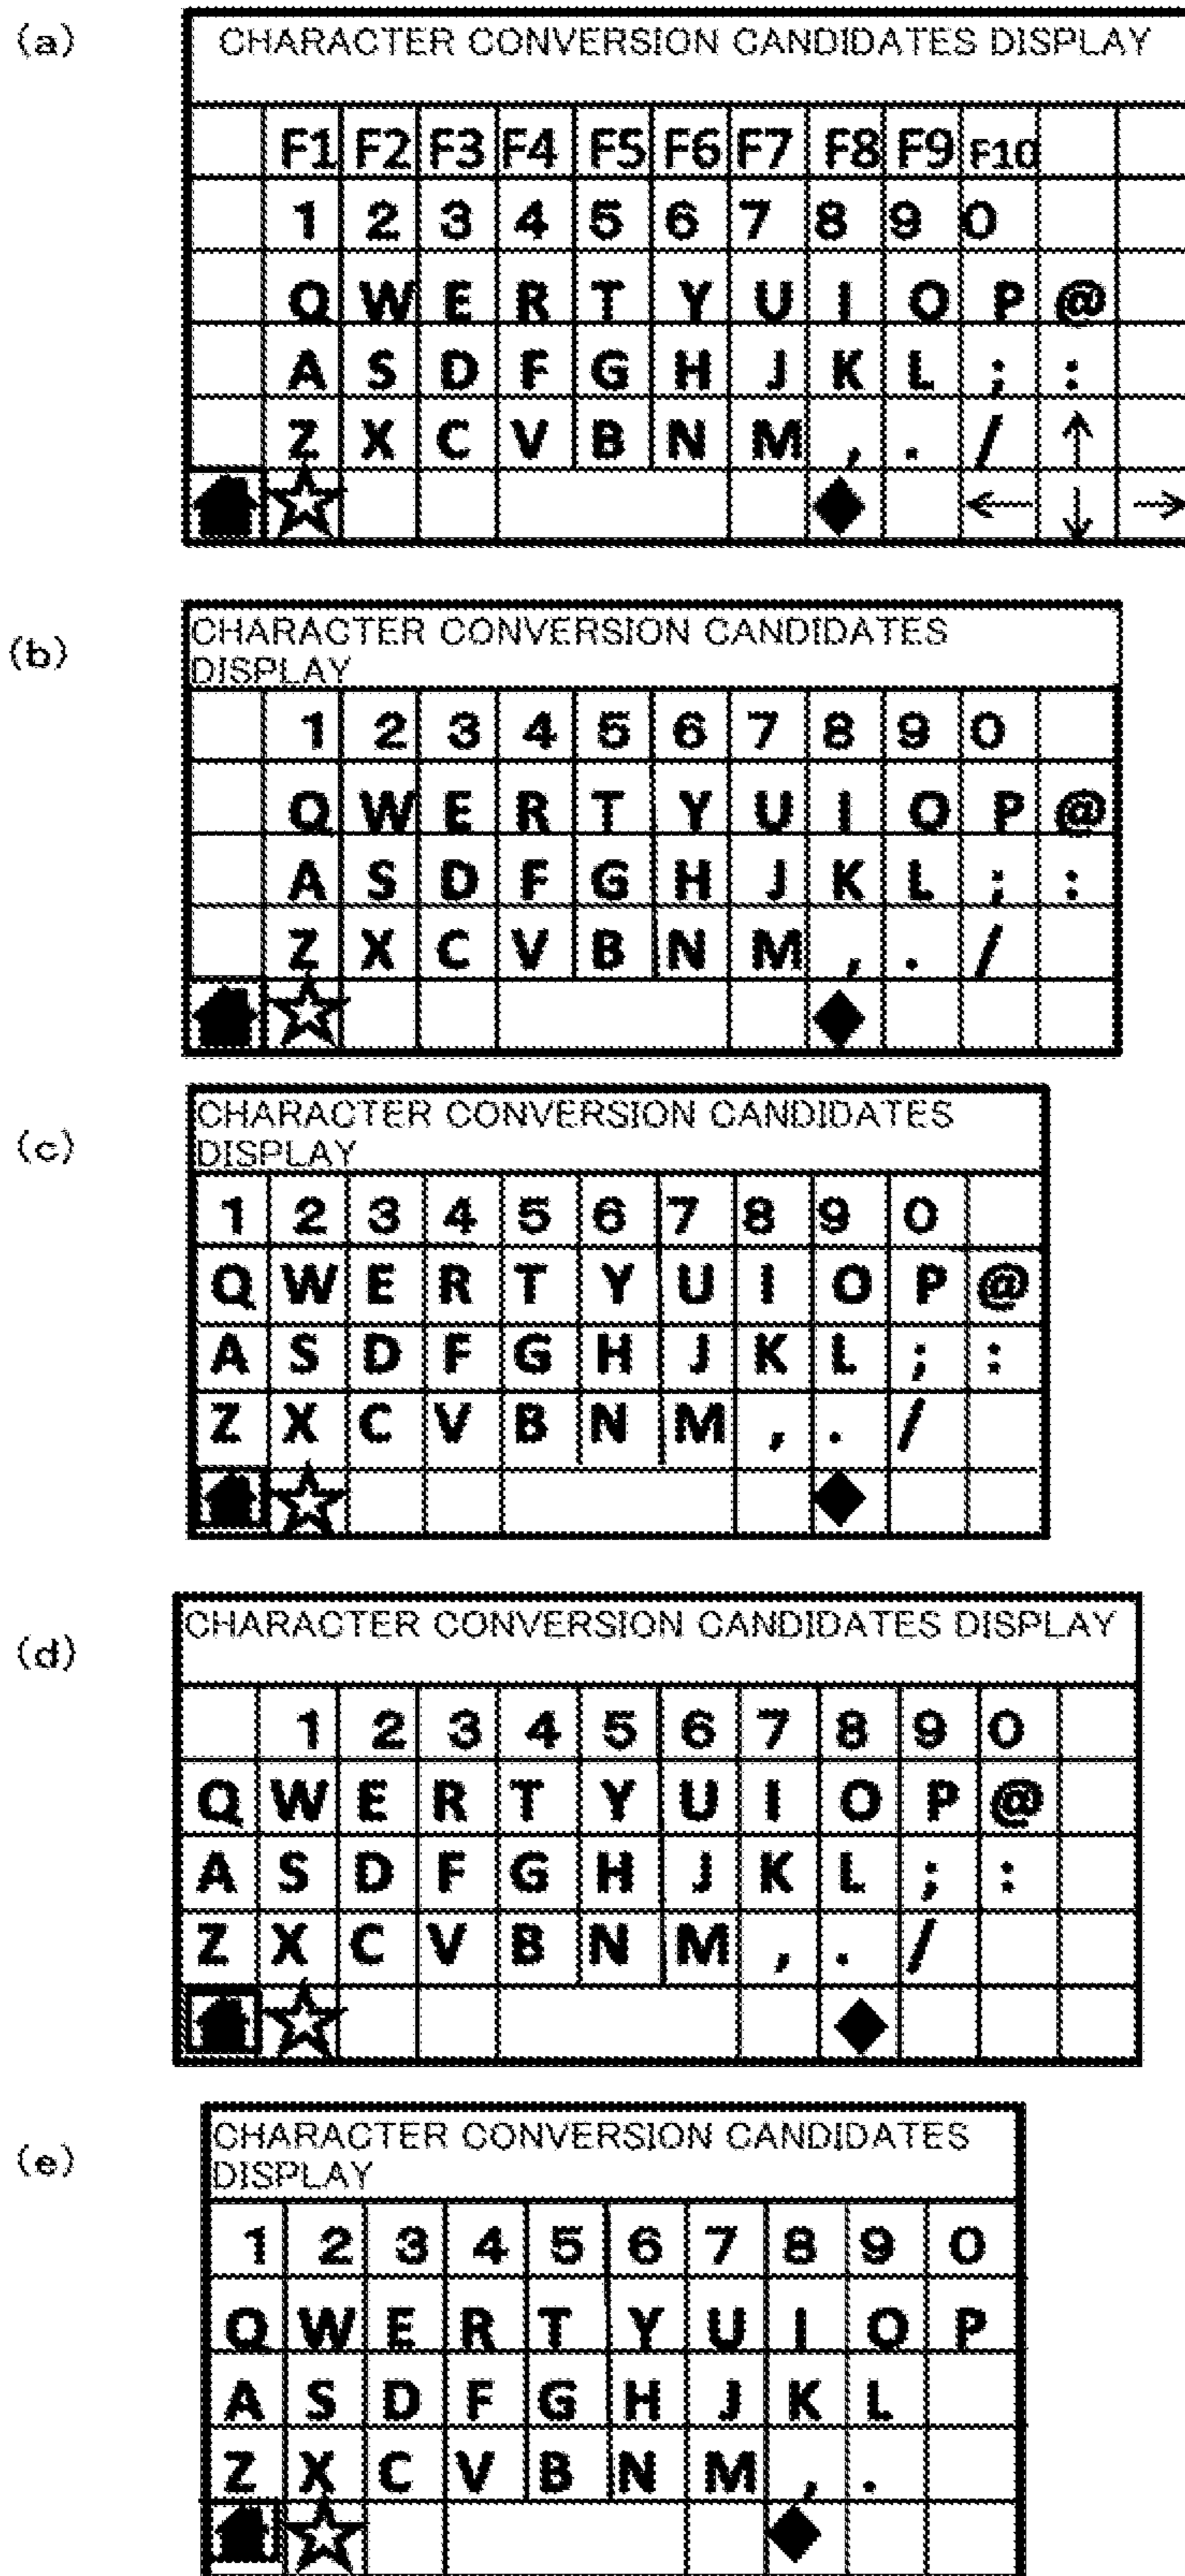 (a)
CHARACTER CONVERSION CANDIDATES DISPLAY
F1 F2 F3 F4 F5 F6 F7 F8 F9 F10
1 2 3 4 5 6 7 8 9 0
Q W E R T Y U I O P @
A S D F G H J K L ; :
Z X C V B N M , . / ↑
← ↓ →
(b)
CHARACTER CONVERSION CANDIDATES
DISPLAY
1 2 3 4 5 6 7 8 9 0
Q W E R T Y U I O P @
A S D F G H J K L ; :
Z X C V B N M , . /
(c)
CHARACTER CONVERSION CANDIDATES
DISPLAY
1 2 3 4 5 6 7 8 9 0
Q W E R T Y U I O P @
A S D F G H J K L ; :
Z X C V B N M , . /
(d)
CHARACTER CONVERSION CANDIDATES DISPLAY
1 2 3 4 5 6 7 8 9 0
Q W E R T Y U I O P @
A S D F G H J K L ; :
Z X C V B N M , . /
(e)
CHARACTER CONVERSION CANDIDATES
DISPLAY
1 2 3 4 5 6 7 8 9 0
Q W E R T Y U I O P
A S D F G H J K L
Z X C V B N M , .